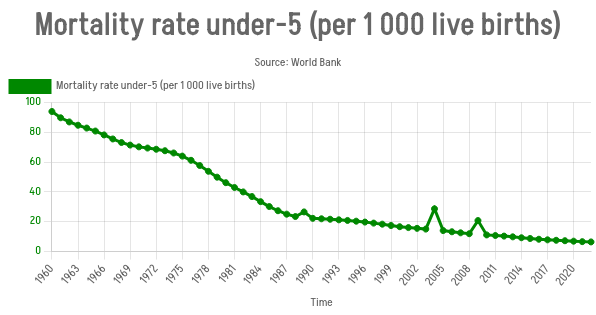 Mortality rate under-5 (per 1 000 live births)
Source: World Bank
Mortality rate under-5 (per 1 000 live births)
100
80
60
40
20
0
1960 1963 1966 1969 1972 1975 1978 1981 1984 1987 1990 1993 1996 1999 2002 2005 2008 2011 2014 2017 2020
Time